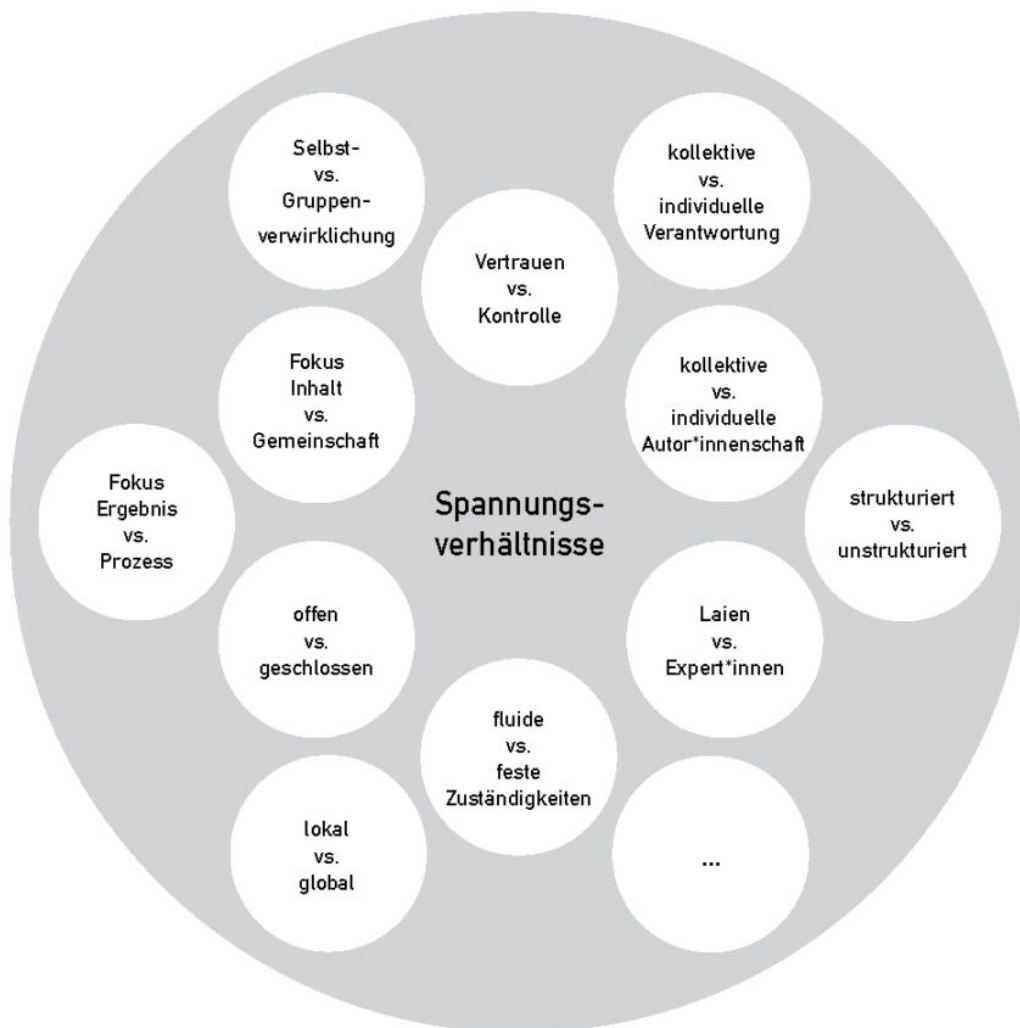 Selbst-
vs.
Gruppen-
verwirklichung
kollektive
vs.
individuelle
Verantwortung
Vertrauen
vs.
Kontrolle
Fokus
Inhalt
vs.
Gemeinschaft
kollektive
vs.
individuelle
Autor*innenschaft
Fokus
Ergebnis
vs.
Prozess
Spannungs-
verhältnisse
strukturiert
vs.
unstrukturiert
offen
vs.
geschlossen
Laien
vs.
Expert*innen
fluide
vs.
feste
Zuständigkeiten
lokal
vs.
global
...